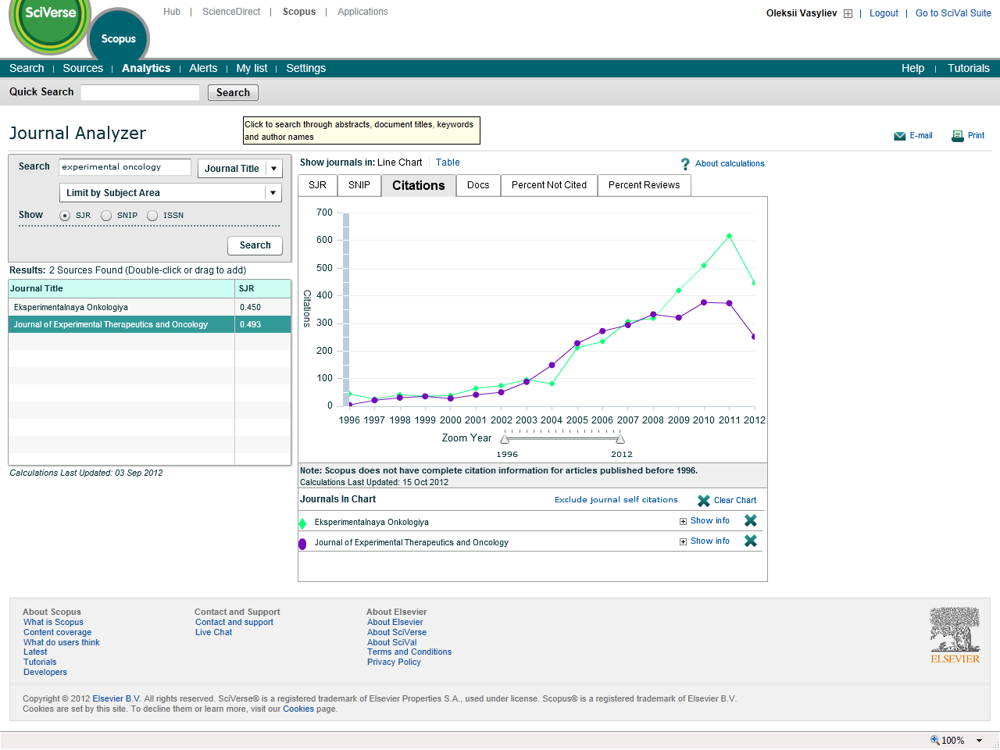 SciVerse
Scopus
Hub | ScienceDirect | Scopus | Applications
Oleksii Vasyliev | Logout | Go to SciVal Suite
Search | Sources | Analytics | Alerts | My list | Settings
Help | Tutorials
Quick Search
Search
Journal Analyzer
Click to search through abstracts, document titles, keywords
and author names
E-mail
Print
Search experimental oncology Journal Title
Limit by Subject Area
Show SJR SNIP ISSN
Search
Results: 2 Sources Found (Double-click or drag to add)
Journal Title SJR
Eksperimentalnaya Onkologiya 0.450
Journal of Experimental Therapeutics and Oncology 0.493
Calculations Last Updated: 03 Sep 2012
Show journals in: Line Chart | Table
? About calculations
SJR SNIP Citations Docs Percent Not Cited Percent Reviews
700
600
500
400
300
200
100
0
Citations
1996 1997 1998 1999 2000 2001 2002 2003 2004 2005 2006 2007 2008 2009 2010 2011 2012
Zoom Year
1996 2012
Note: Scopus does not have complete citation information for articles published before 1996.
Calculations Last Updated: 15 Oct 2012
Journals In Chart Exclude journal self citations Clear Chart
Eksperimentalnaya Onkologiya Show info
Journal of Experimental Therapeutics and Oncology Show info
About Scopus
What is Scopus
Content coverage
What do users think
Latest
Tutorials
Developers
Contact and Support
Contact and support
Live Chat
About Elsevier
About Elsevier
About SciVerse
About SciVal
Terms and Conditions
Privacy Policy
ELSEVIER
Copyright © 2012 Elsevier B.V. All rights reserved. SciVerse® is a registered trademark of Elsevier Properties S.A., used under license. Scopus® is a registered trademark of Elsevier B.V.
Cookies are set by this site. To decline them or learn more, visit our Cookies page.
100%